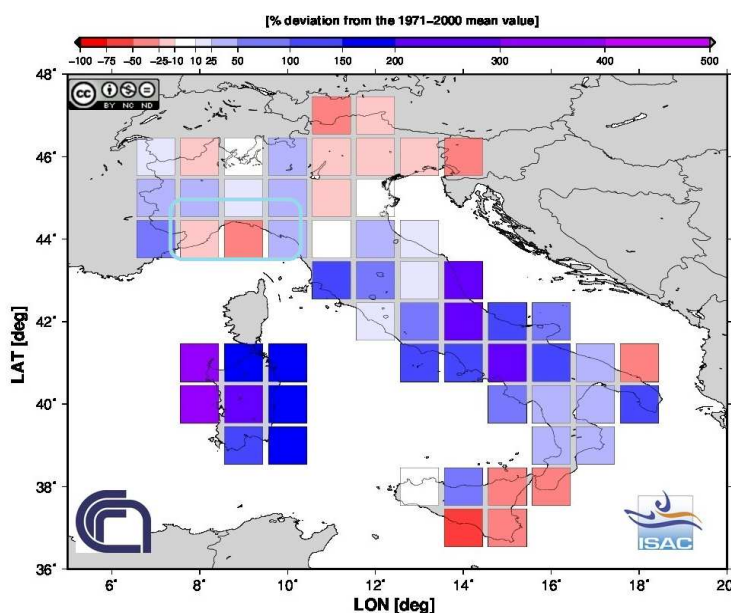 [% deviation from the 1971−2000 mean value]
−100 −75 −50 −25 −10 10 25 50 100 150 200 300 400 500
48˚
46˚
44˚
42˚
40˚
38˚
36˚
LAT [deg]
6˚ 8˚ 10˚ 12˚ 14˚ 16˚ 18˚ 20˚
LON [deg]
cc
BY NC ND
ISAC